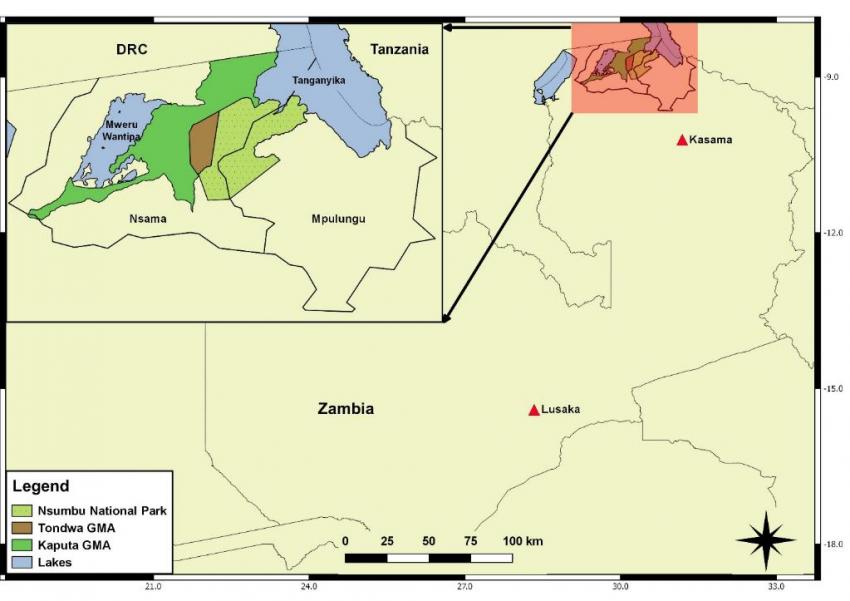 DRC
Tanzania
Tanganyika
Mweru
Wantipa
Nsama
Mpulungu
Kasama
Zambia
Lusaka
Legend
Nsumbu National Park
Tondwa GMA
Kaputa GMA
Lakes
0 25 50 75 100 km
-9.0
-12.0
-15.0
-18.0
21.0 24.0 27.0 30.0 33.0